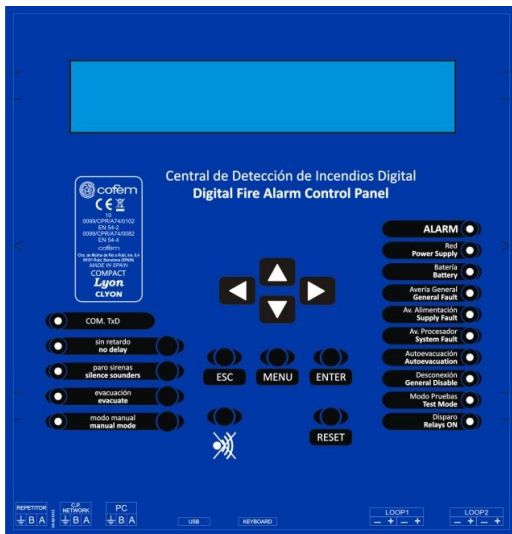 Central de Detección de Incendios Digital
Digital Fire Alarm Control Panel
cofem
CE
10
0099/CPR/A74/0102
EN 54-2
0099/CPR/A74/0082
EN 54-4
cofem
MADE IN SPAIN
COMPACT
Lyon
CLYON
ALARM
Red
Power Supply
Batería
Battery
Avería General
General Fault
Av. Alimentación
Supply Fault
Av. Procesador
System Fault
Autoevacuación
Autoevacuation
Desconexión
General Disable
Modo Pruebas
Test Mode
Disparo
Relays ON
COM. TxD
sin retardo
no delay
paro sirenas
silence sounders
evacuación
evacuate
modo manual
manual mode
ESC MENU ENTER
RESET
REPETITOR
B A
C.P.
NETWORK
B A
PC
B A
USB
KEYBOARD
LOOP1
− + − +
LOOP2
− + − +